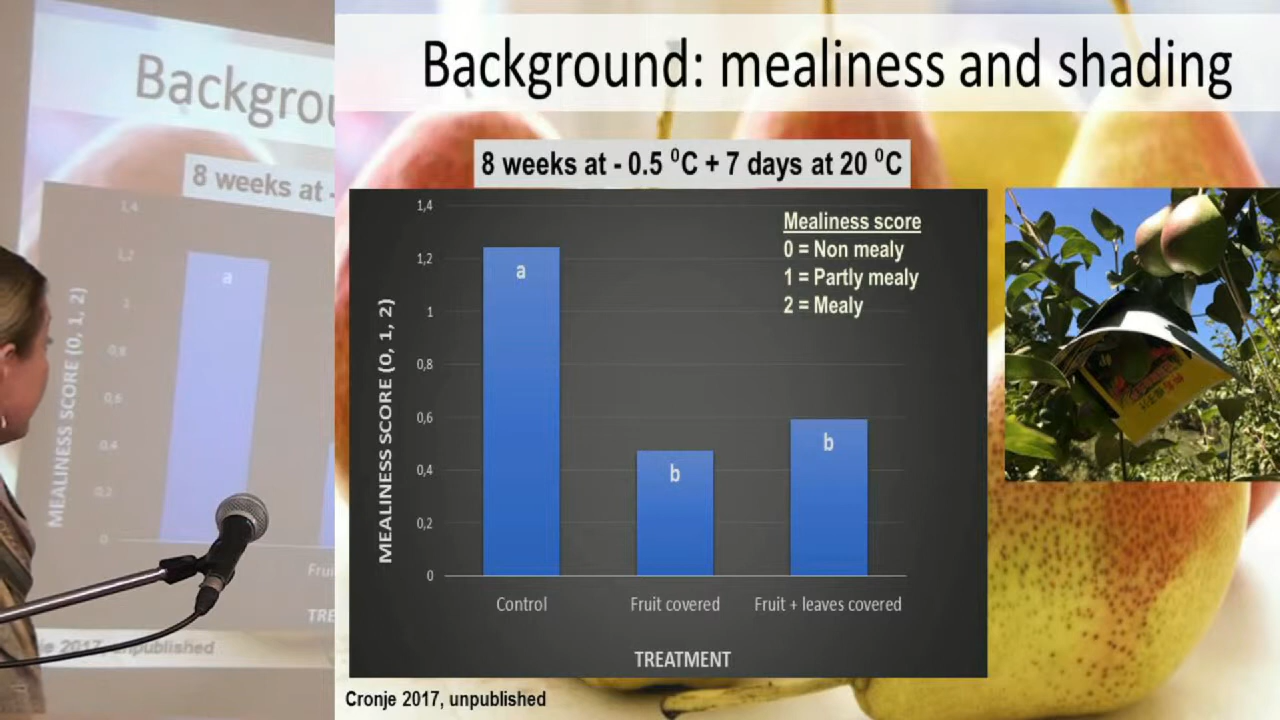 Background: mealiness and shading
8 weeks at - 0.5 ⁰C + 7 days at 20 ⁰C
Mealiness score
0 = Non mealy
1 = Partly mealy
2 = Mealy
MEALINESS SCORE (0, 1, 2)
1,4
1,2
1
0,8
0,6
0,4
0,2
0
a
b
b
Control
Fruit covered
Fruit + leaves covered
TREATMENT
Cronje 2017, unpublished
Backgrou
8 weeks at -
1,4
1,2
1
0,8
0,6
0,4
0,2
0
a
MEALINESS SCORE (0, 1, 2)
Frui
TRE
e 2017, unpublished